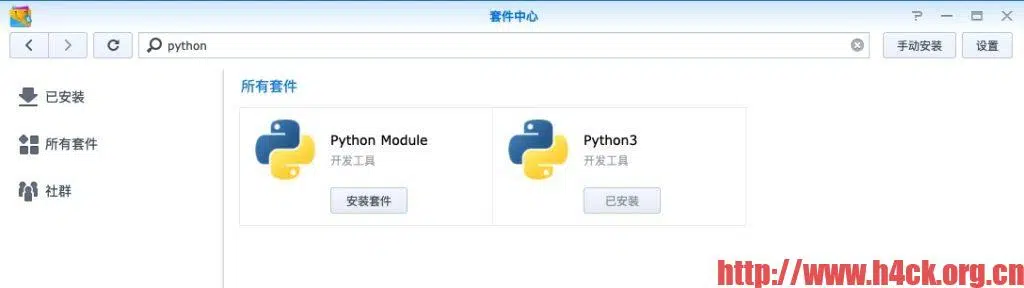 套件中心
python
手动安装
设置
已安装
所有套件
社群
所有套件
Python Module
开发工具
安装套件
Python3
开发工具
已安装
http://www.h4ck.org.cn